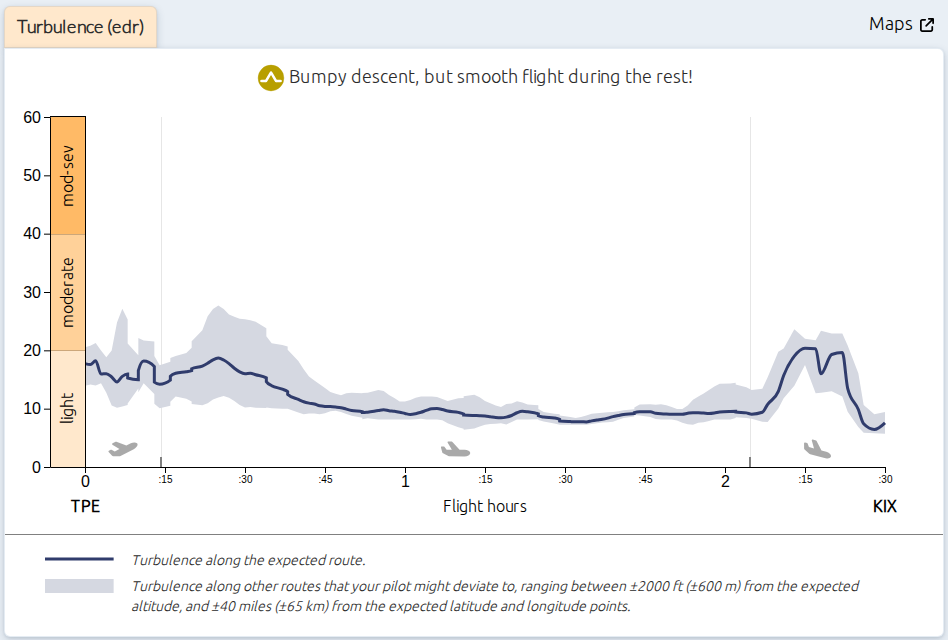 Turbulence (edr)
Maps
Bumpy descent, but smooth flight during the rest!
60
50
40
30
20
10
0
mod-sev
moderate
light
0 :15 :30 :45 1 :15 :30 :45 2 :15 :30
TPE Flight hours KIX
Turbulence along the expected route.
Turbulence along other routes that your pilot might deviate to, ranging between ±2000 ft (±600 m) from the expected
altitude, and ±40 miles (±65 km) from the expected latitude and longitude points.